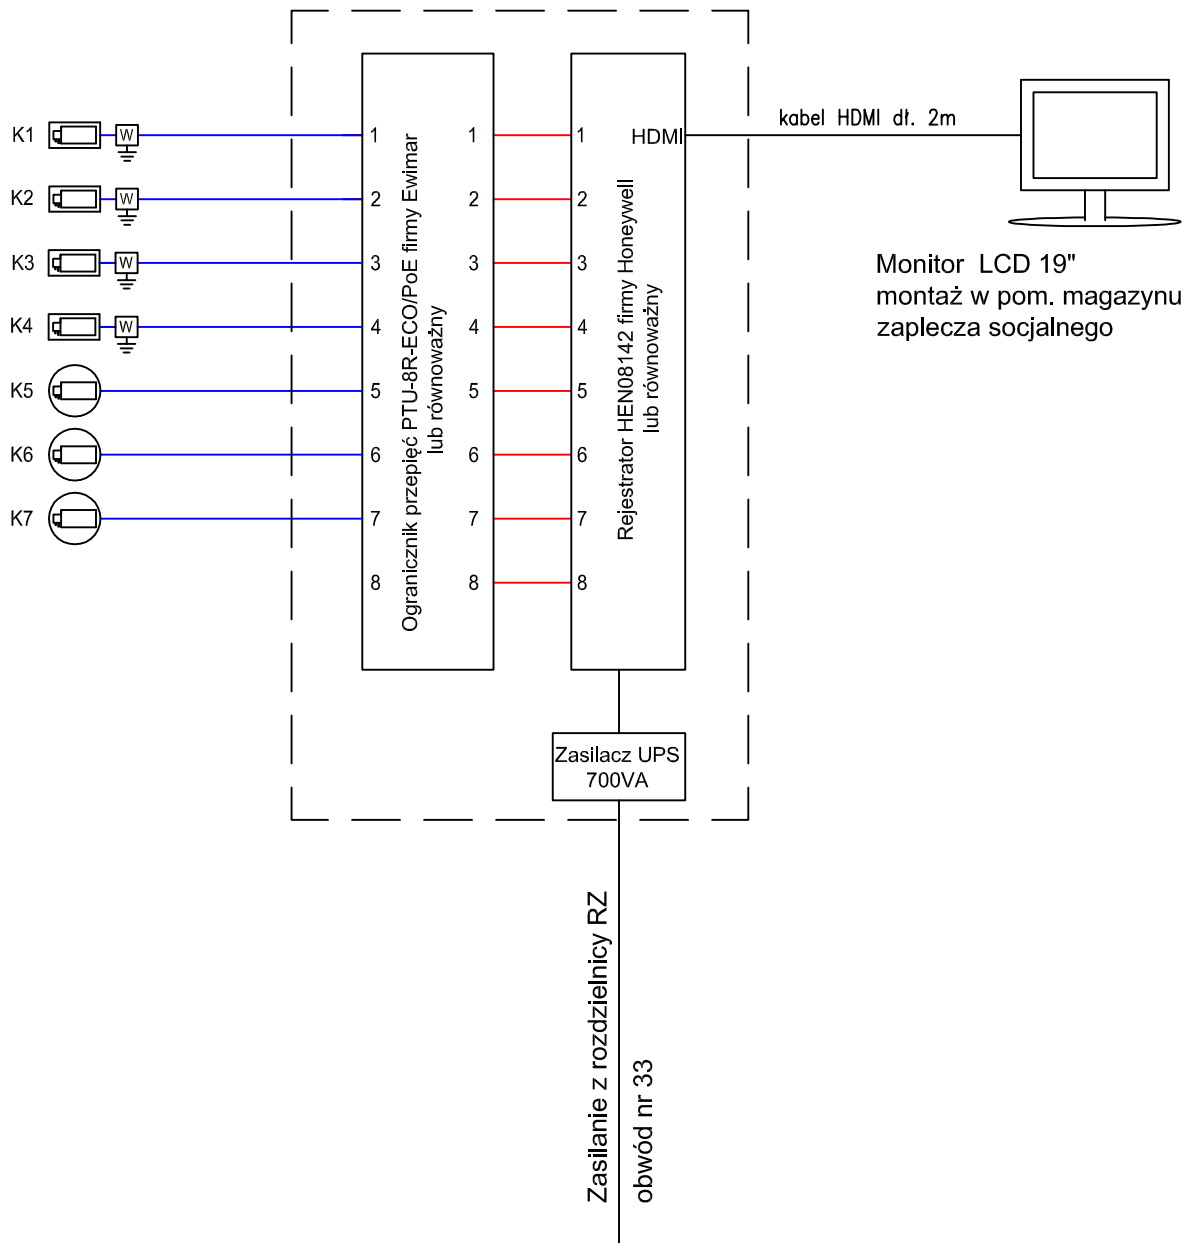 K1
W
1
1
1
HDMI
kabel HDMI dł. 2m
K2
W
2
2
2
K3
W
3
3
3
K4
W
4
4
4
K5
5
5
5
K6
6
6
6
K7
7
7
7
8
8
8
Ogranicznik przepięć PTU-8R-ECO/PoE firmy Ewimar
lub równoważny
Rejestrator HEN08142 firmy Honeywell
lub równoważny
Monitor LCD 19"
montaż w pom. magazynu
zaplecza socjalnego
Zasilacz UPS
700VA
Zasilanie z rozdzielnicy RZ
obwód nr 33